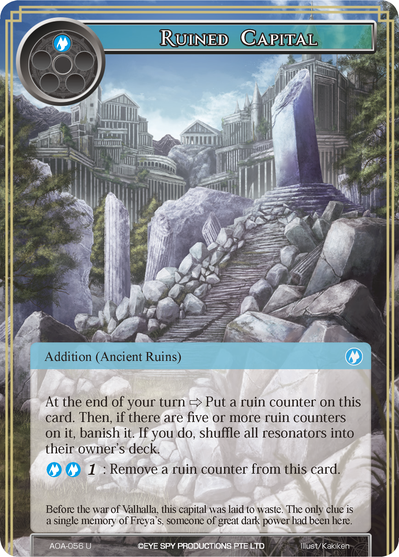 Ruined Capital
Addition (Ancient Ruins)
At the end of your turn ⇨ Put a ruin counter on this
card. Then, if there are five or more ruin counters
on it, banish it. If you do, shuffle all resonators into
their owner's deck.
1 : Remove a ruin counter from this card.
Before the war of Valhalla, this capital was laid to waste. The only clue is
a single memory of Freya's, someone of great dark power had been here.
AOA-056 U ©EYE SPY PRODUCTIONS PTE LTD Illust/Kakiken